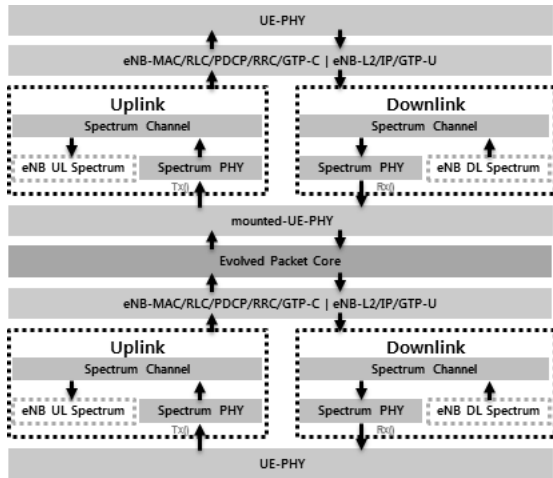 UE-PHY
eNB-MAC/RLC/PDCP/RRC/GTP-C | eNB-L2/IP/GTP-U
Uplink
Spectrum Channel
eNB UL Spectrum
Spectrum PHY
Tx()
Downlink
Spectrum Channel
Spectrum PHY
eNB DL Spectrum
Rx()
mounted-UE-PHY
Evolved Packet Core
eNB-MAC/RLC/PDCP/RRC/GTP-C | eNB-L2/IP/GTP-U
Uplink
Spectrum Channel
eNB UL Spectrum
Spectrum PHY
Tx()
Downlink
Spectrum Channel
Spectrum PHY
eNB DL Spectrum
Rx()
UE-PHY